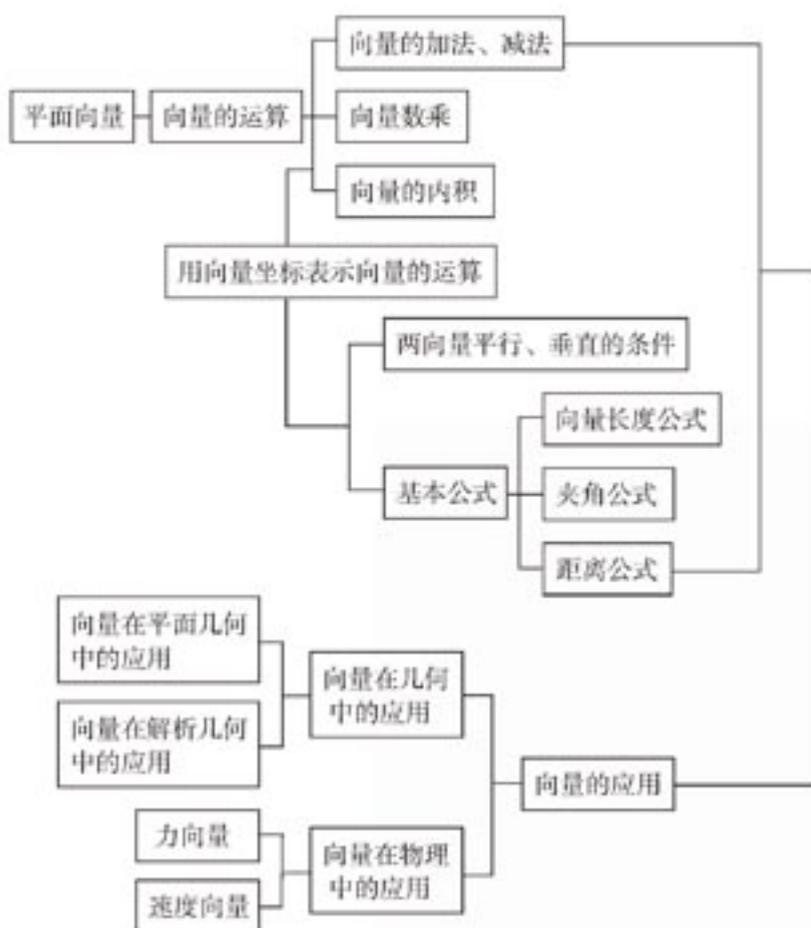 向量的加法、减法
平面向量
向量的运算
向量数乘
向量的内积
用向量坐标表示向量的运算
两向量平行、垂直的条件
向量长度公式
基本公式
夹角公式
距离公式
向量在平面几何
中的应用
向量在几何
中的应用
向量在解析几何
中的应用
向量的应用
力向量
向量在物理
中的应用
速度向量